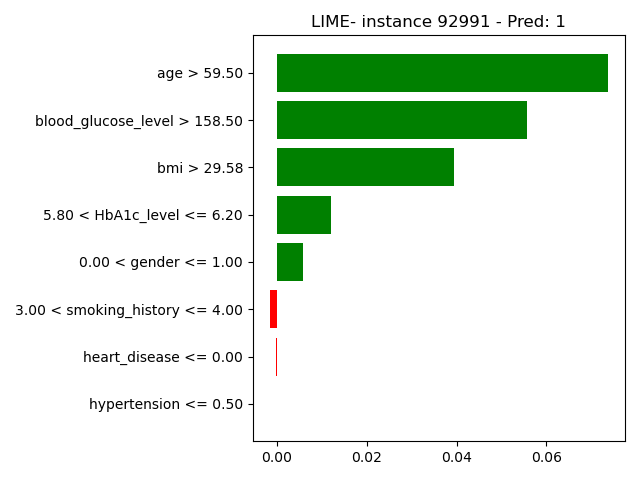 LIME- instance 92991 - Pred: 1
age > 59.50
blood_glucose_level > 158.50
bmi > 29.58
5.80 < HbA1c_level <= 6.20
0.00 < gender <= 1.00
3.00 < smoking_history <= 4.00
heart_disease <= 0.00
hypertension <= 0.50
0.00 0.02 0.04 0.06